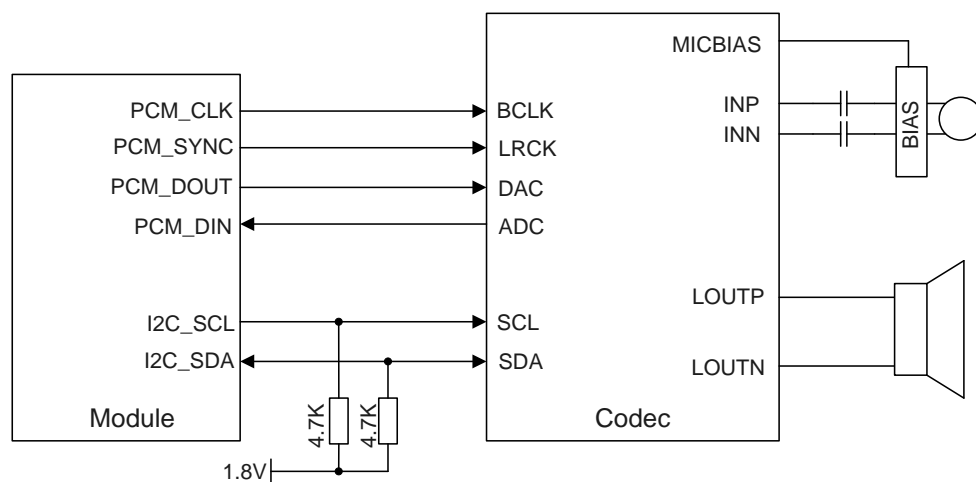 MICBIAS
PCM_CLK
BCLK
INP
PCM_SYNC
LRCK
INN
BIAS
PCM_DOUT
DAC
PCM_DIN
ADC
LOUTP
I2C_SCL
SCL
I2C_SDA
SDA
LOUTN
Module
4.7K
4.7K
Codec
1.8V